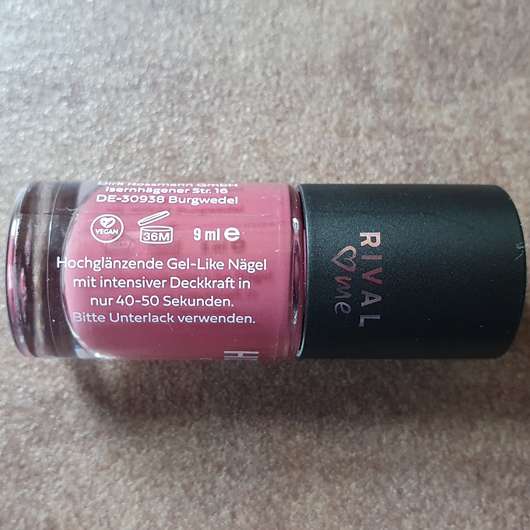 Dirk Rossmann GmbH
Isernhägener Str. 16
DE-30938 Burgwedel
VEGAN
36M
9 ml e
Hochglänzende Gel-Like Nägel
mit intensiver Deckkraft in
nur 40-50 Sekunden.
Bitte Unterlack verwenden.
RIVAL
me